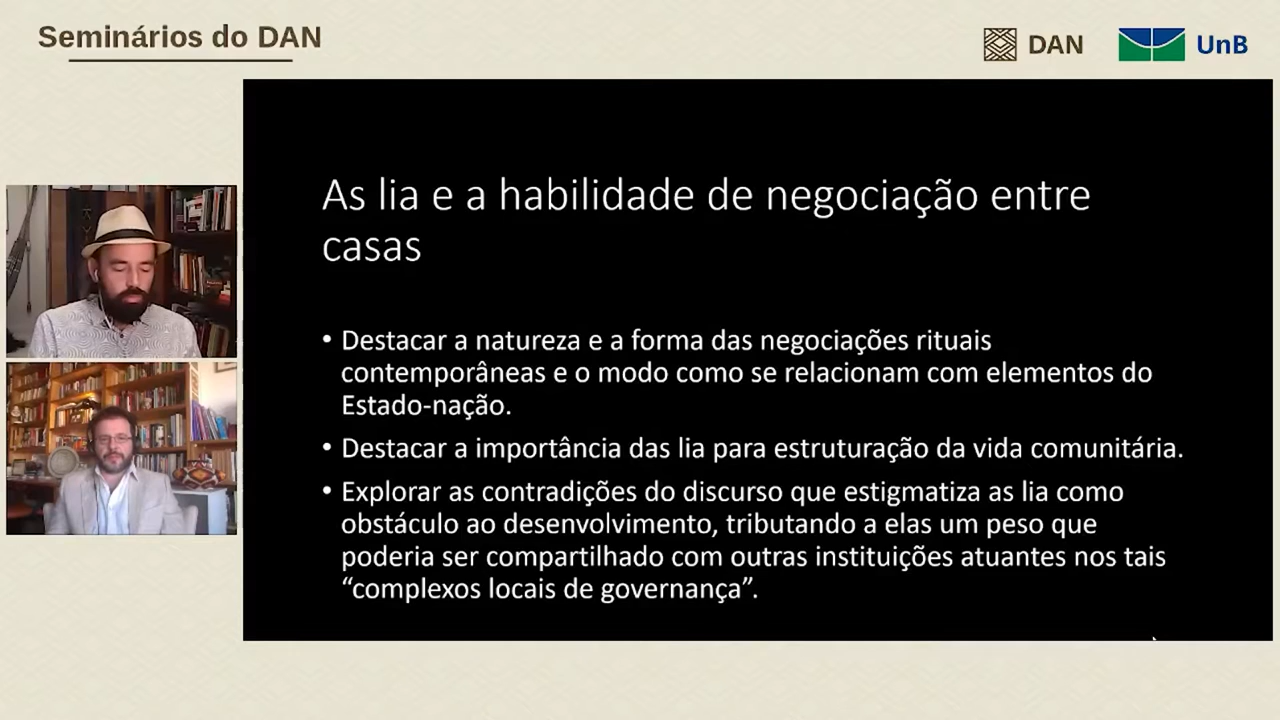 Seminários do DAN
DAN
UnB
As lia e a habilidade de negociação entre
casas
• Destacar a natureza e a forma das negociações rituais
contemporâneas e o modo como se relacionam com elementos do
Estado-nação.
• Destacar a importância das lia para estruturação da vida comunitária.
• Explorar as contradições do discurso que estigmatiza as lia como
obstáculo ao desenvolvimento, tributando a elas um peso que
poderia ser compartilhado com outras instituições atuantes nos tais
“complexos locais de governança”.